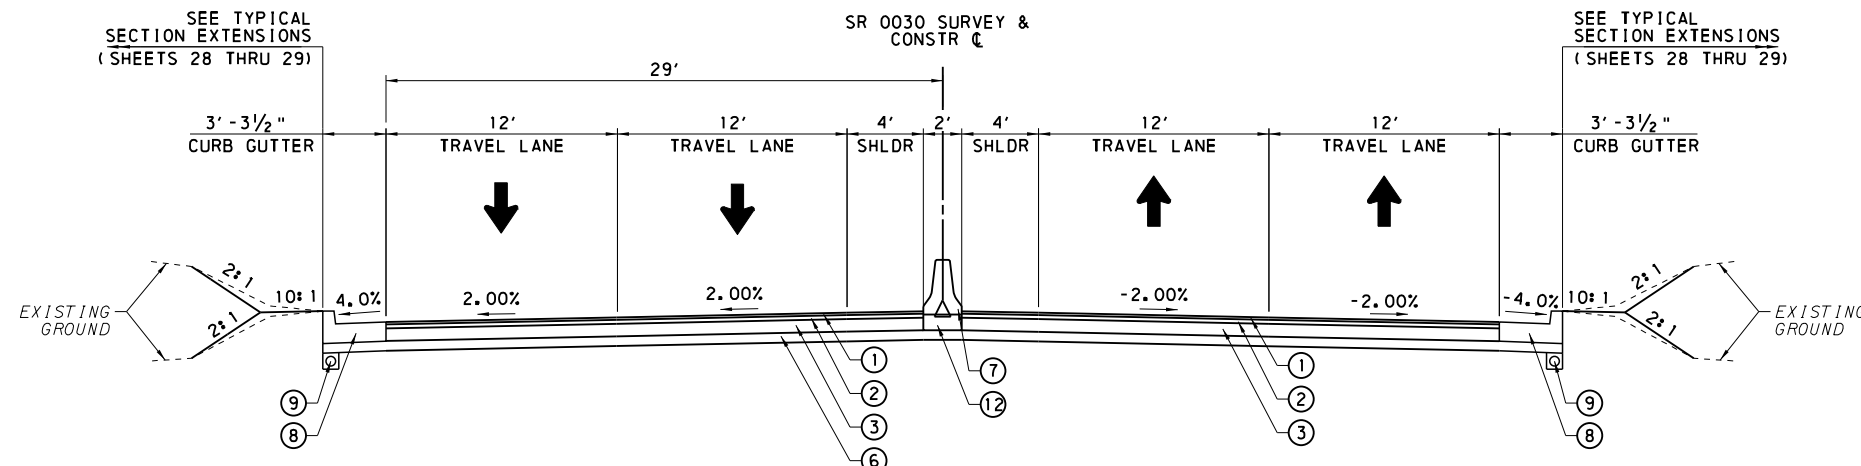 SEE TYPICAL
SECTION EXTENSIONS
(SHEETS 28 THRU 29)
SR 0030 SURVEY &
CONSTR ℄
SEE TYPICAL
SECTION EXTENSIONS
(SHEETS 28 THRU 29)
29'
3'-3½"
CURB GUTTER
12'
TRAVEL LANE
12'
TRAVEL LANE
4'
SHLDR
2'
4'
SHLDR
12'
TRAVEL LANE
12'
TRAVEL LANE
3'-3½"
CURB GUTTER
EXISTING
GROUND
2:1
2:1
10:1
4.0%
2.00%
2.00%
-2.00%
-2.00%
-4.0%
10:1
2:1
2:1
EXISTING
GROUND
1
2
3
6
7
12
9
8
1
2
3
9
8